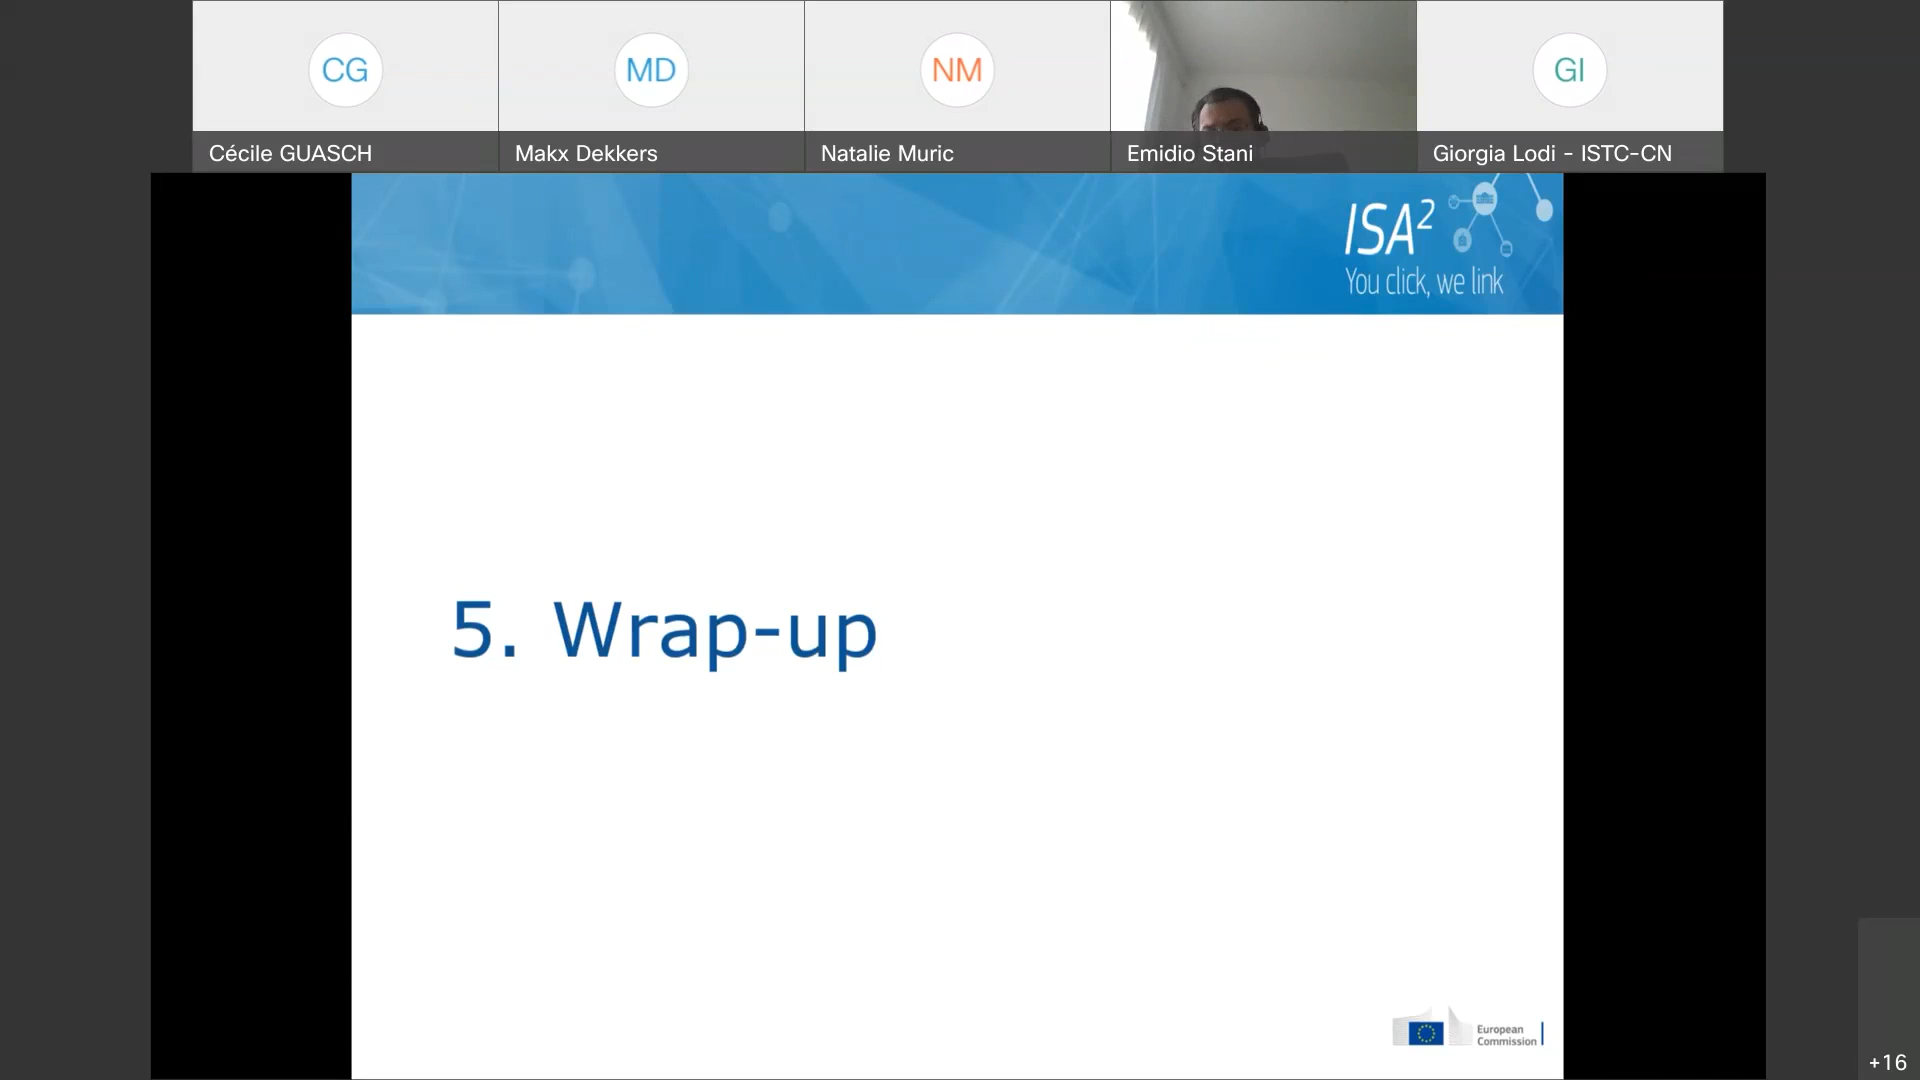 CG
MD
NM
GI
Cécile GUASCH
Makx Dekkers
Natalie Muric
Emidio Stani
Giorgia Lodi - ISTC-CN
ISA²
You click, we link
5. Wrap-up
European
Commission
+16